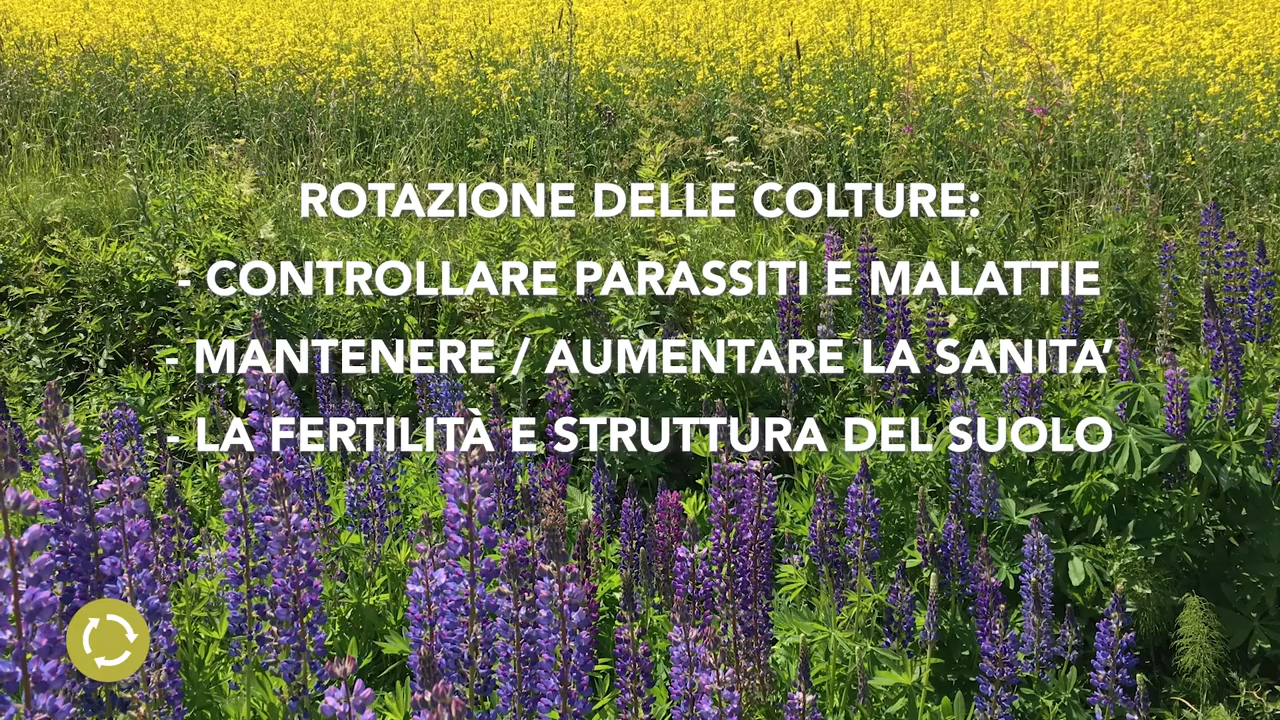 ROTAZIONE DELLE COLTURE:
- CONTROLLARE PARASSITI E MALATTIE
- MANTENERE / AUMENTARE LA SANITA’
- LA FERTILITÀ E STRUTTURA DEL SUOLO